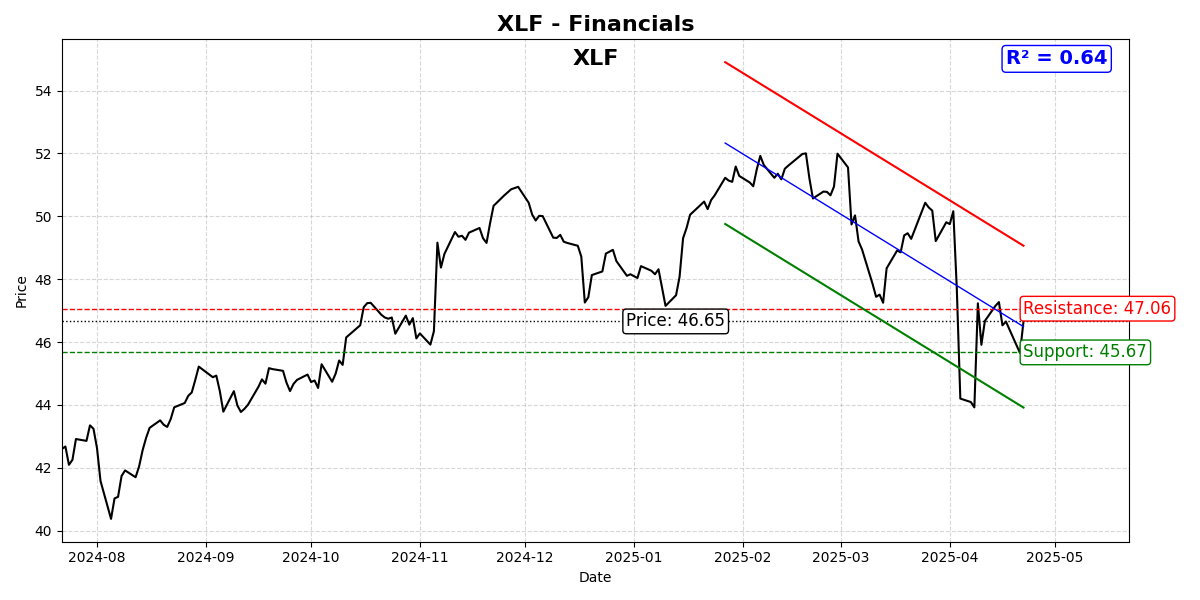 XLF - Financials
XLF
R² = 0.64
Price
54
52
50
48
46
44
42
40
Resistance: 47.06
Price: 46.65
Support: 45.67
2024-08
2024-09
2024-10
2024-11
2024-12
2025-01
2025-02
2025-03
2025-04
2025-05
Date